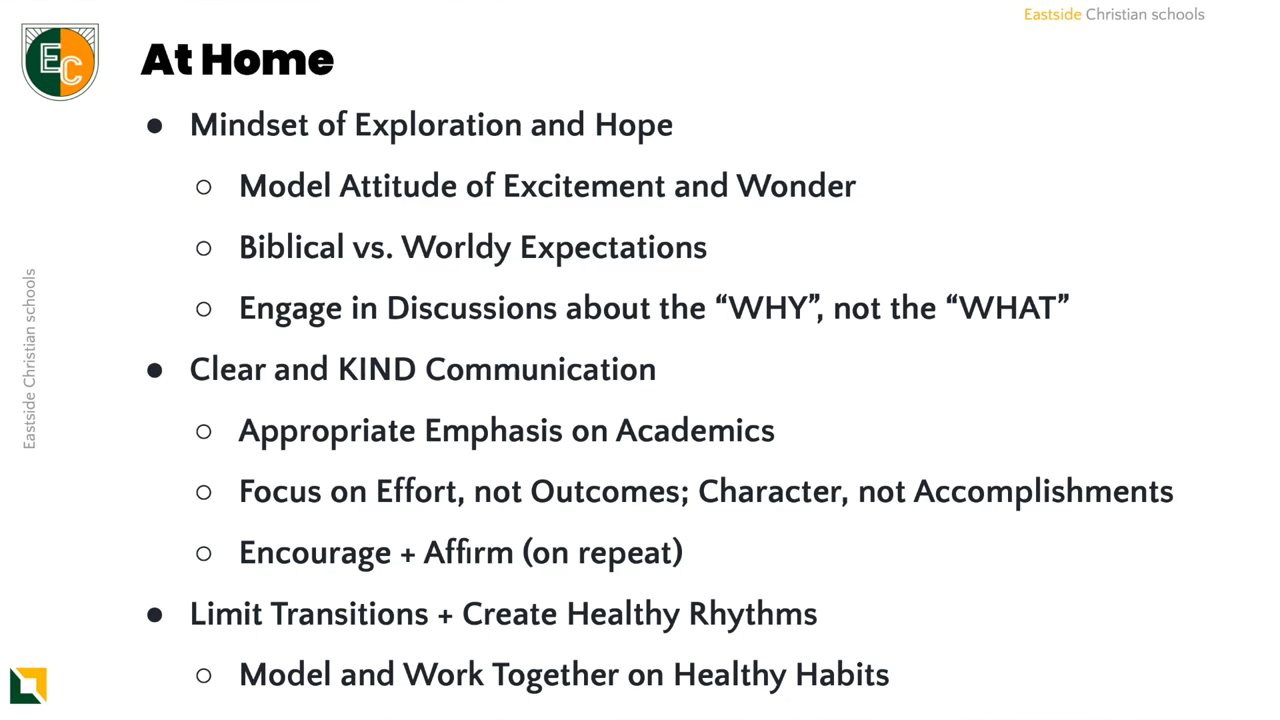 Eastside Christian schools
EC
At Home
● Mindset of Exploration and Hope
○ Model Attitude of Excitement and Wonder
○ Biblical vs. Worldy Expectations
○ Engage in Discussions about the “WHY”, not the “WHAT”
● Clear and KIND Communication
○ Appropriate Emphasis on Academics
○ Focus on Effort, not Outcomes; Character, not Accomplishments
○ Encourage + Affirm (on repeat)
● Limit Transitions + Create Healthy Rhythms
○ Model and Work Together on Healthy Habits
Eastside Christian schools